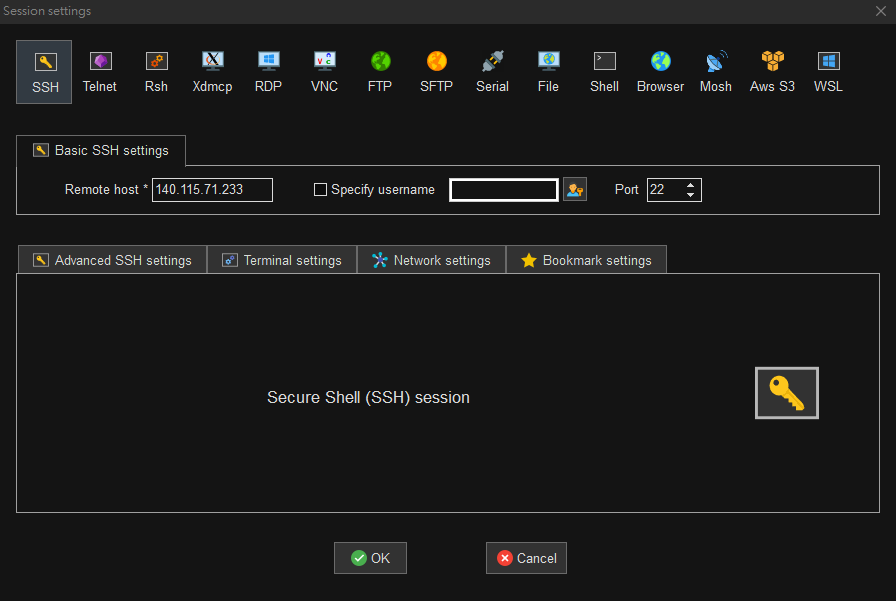 Session settings
SSH Telnet Rsh Xdmcp RDP VNC FTP SFTP Serial File Shell Browser Mosh Aws S3 WSL
Basic SSH settings
Remote host * 140.115.71.233 Specify username Port 22
Advanced SSH settings Terminal settings Network settings Bookmark settings
Secure Shell (SSH) session
OK Cancel